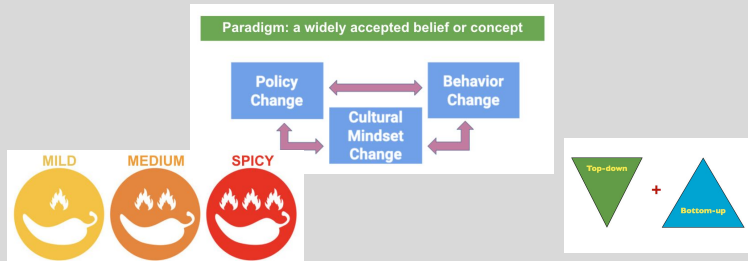 Paradigm: a widely accepted belief or concept
Policy
Change
Behavior
Change
Cultural
Mindset
Change
MILD
MEDIUM
SPICY
Top-down
+
Bottom-up